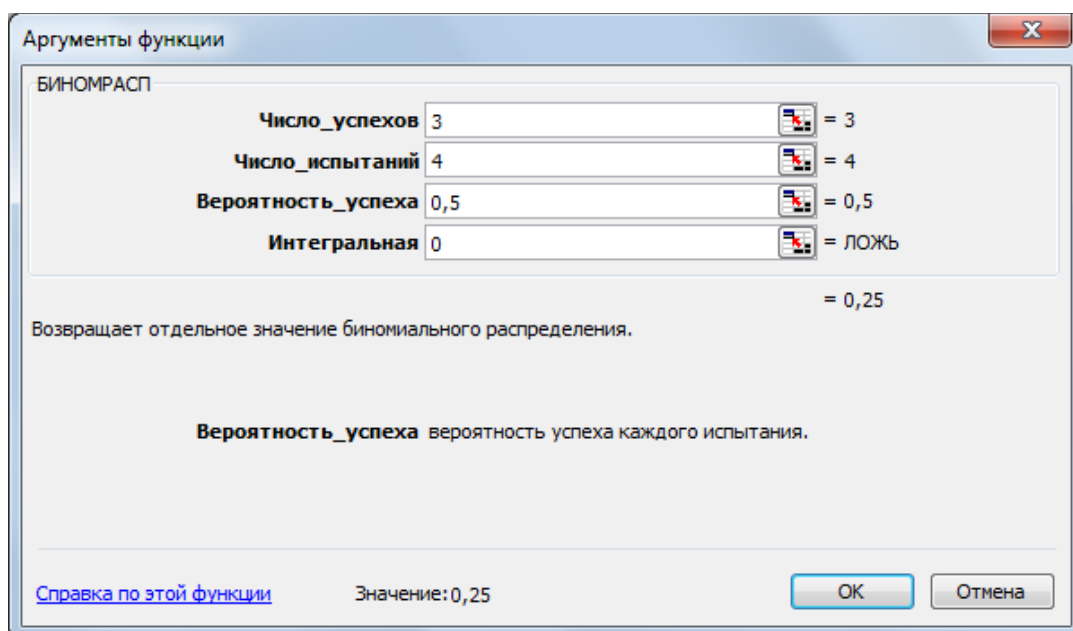 Аргументы функции
БИНОМРАСП
Число_успехов 3 = 3
Число_испытаний 4 = 4
Вероятность_успеха 0,5 = 0,5
Интегральная 0 = ЛОЖЬ
= 0,25
Возвращает отдельное значение биномиального распределения.
Вероятность_успеха вероятность успеха каждого испытания.
Справка по этой функции Значение:0,25 ОК Отмена